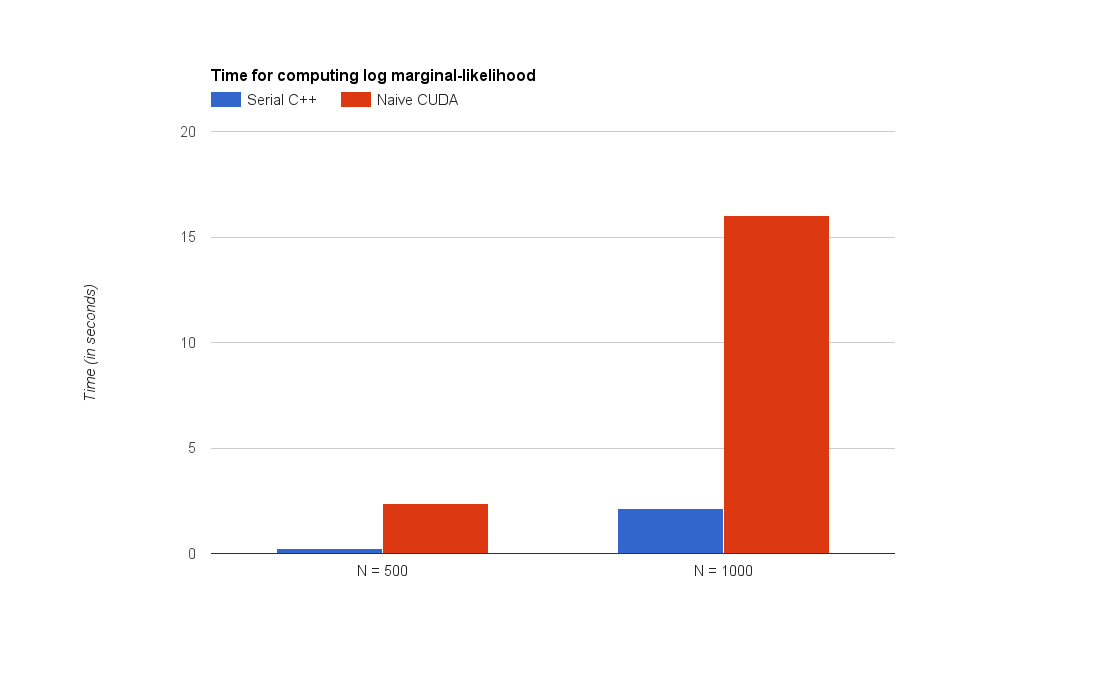 Time for computing log marginal-likelihood
Serial C++ Naive CUDA
20
15
10
5
0
Time (in seconds)
N = 500 N = 1000